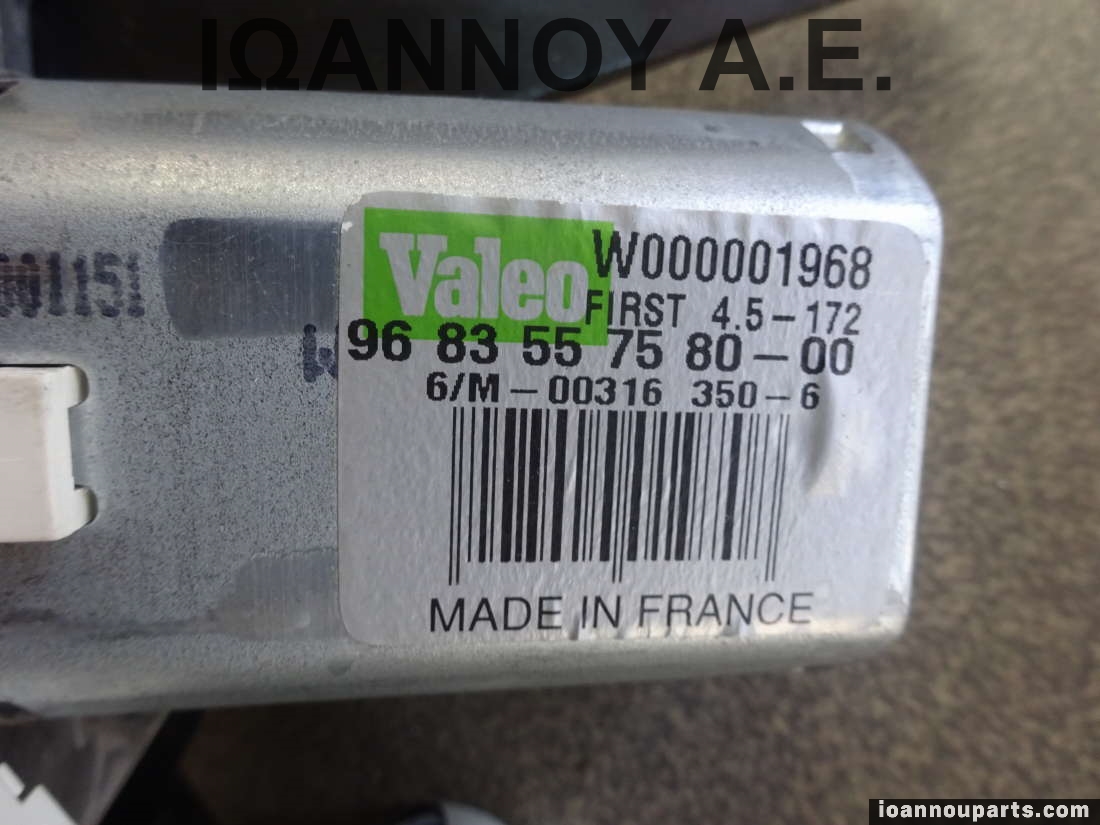 ΙΩΑΝΝΟΥ Α.Ε.
Valeo
W000001968
FIRST 4.5-172
96 83 55 75 80-00
6/M-00316 350-6
MADE IN FRANCE
ioannouparts.com